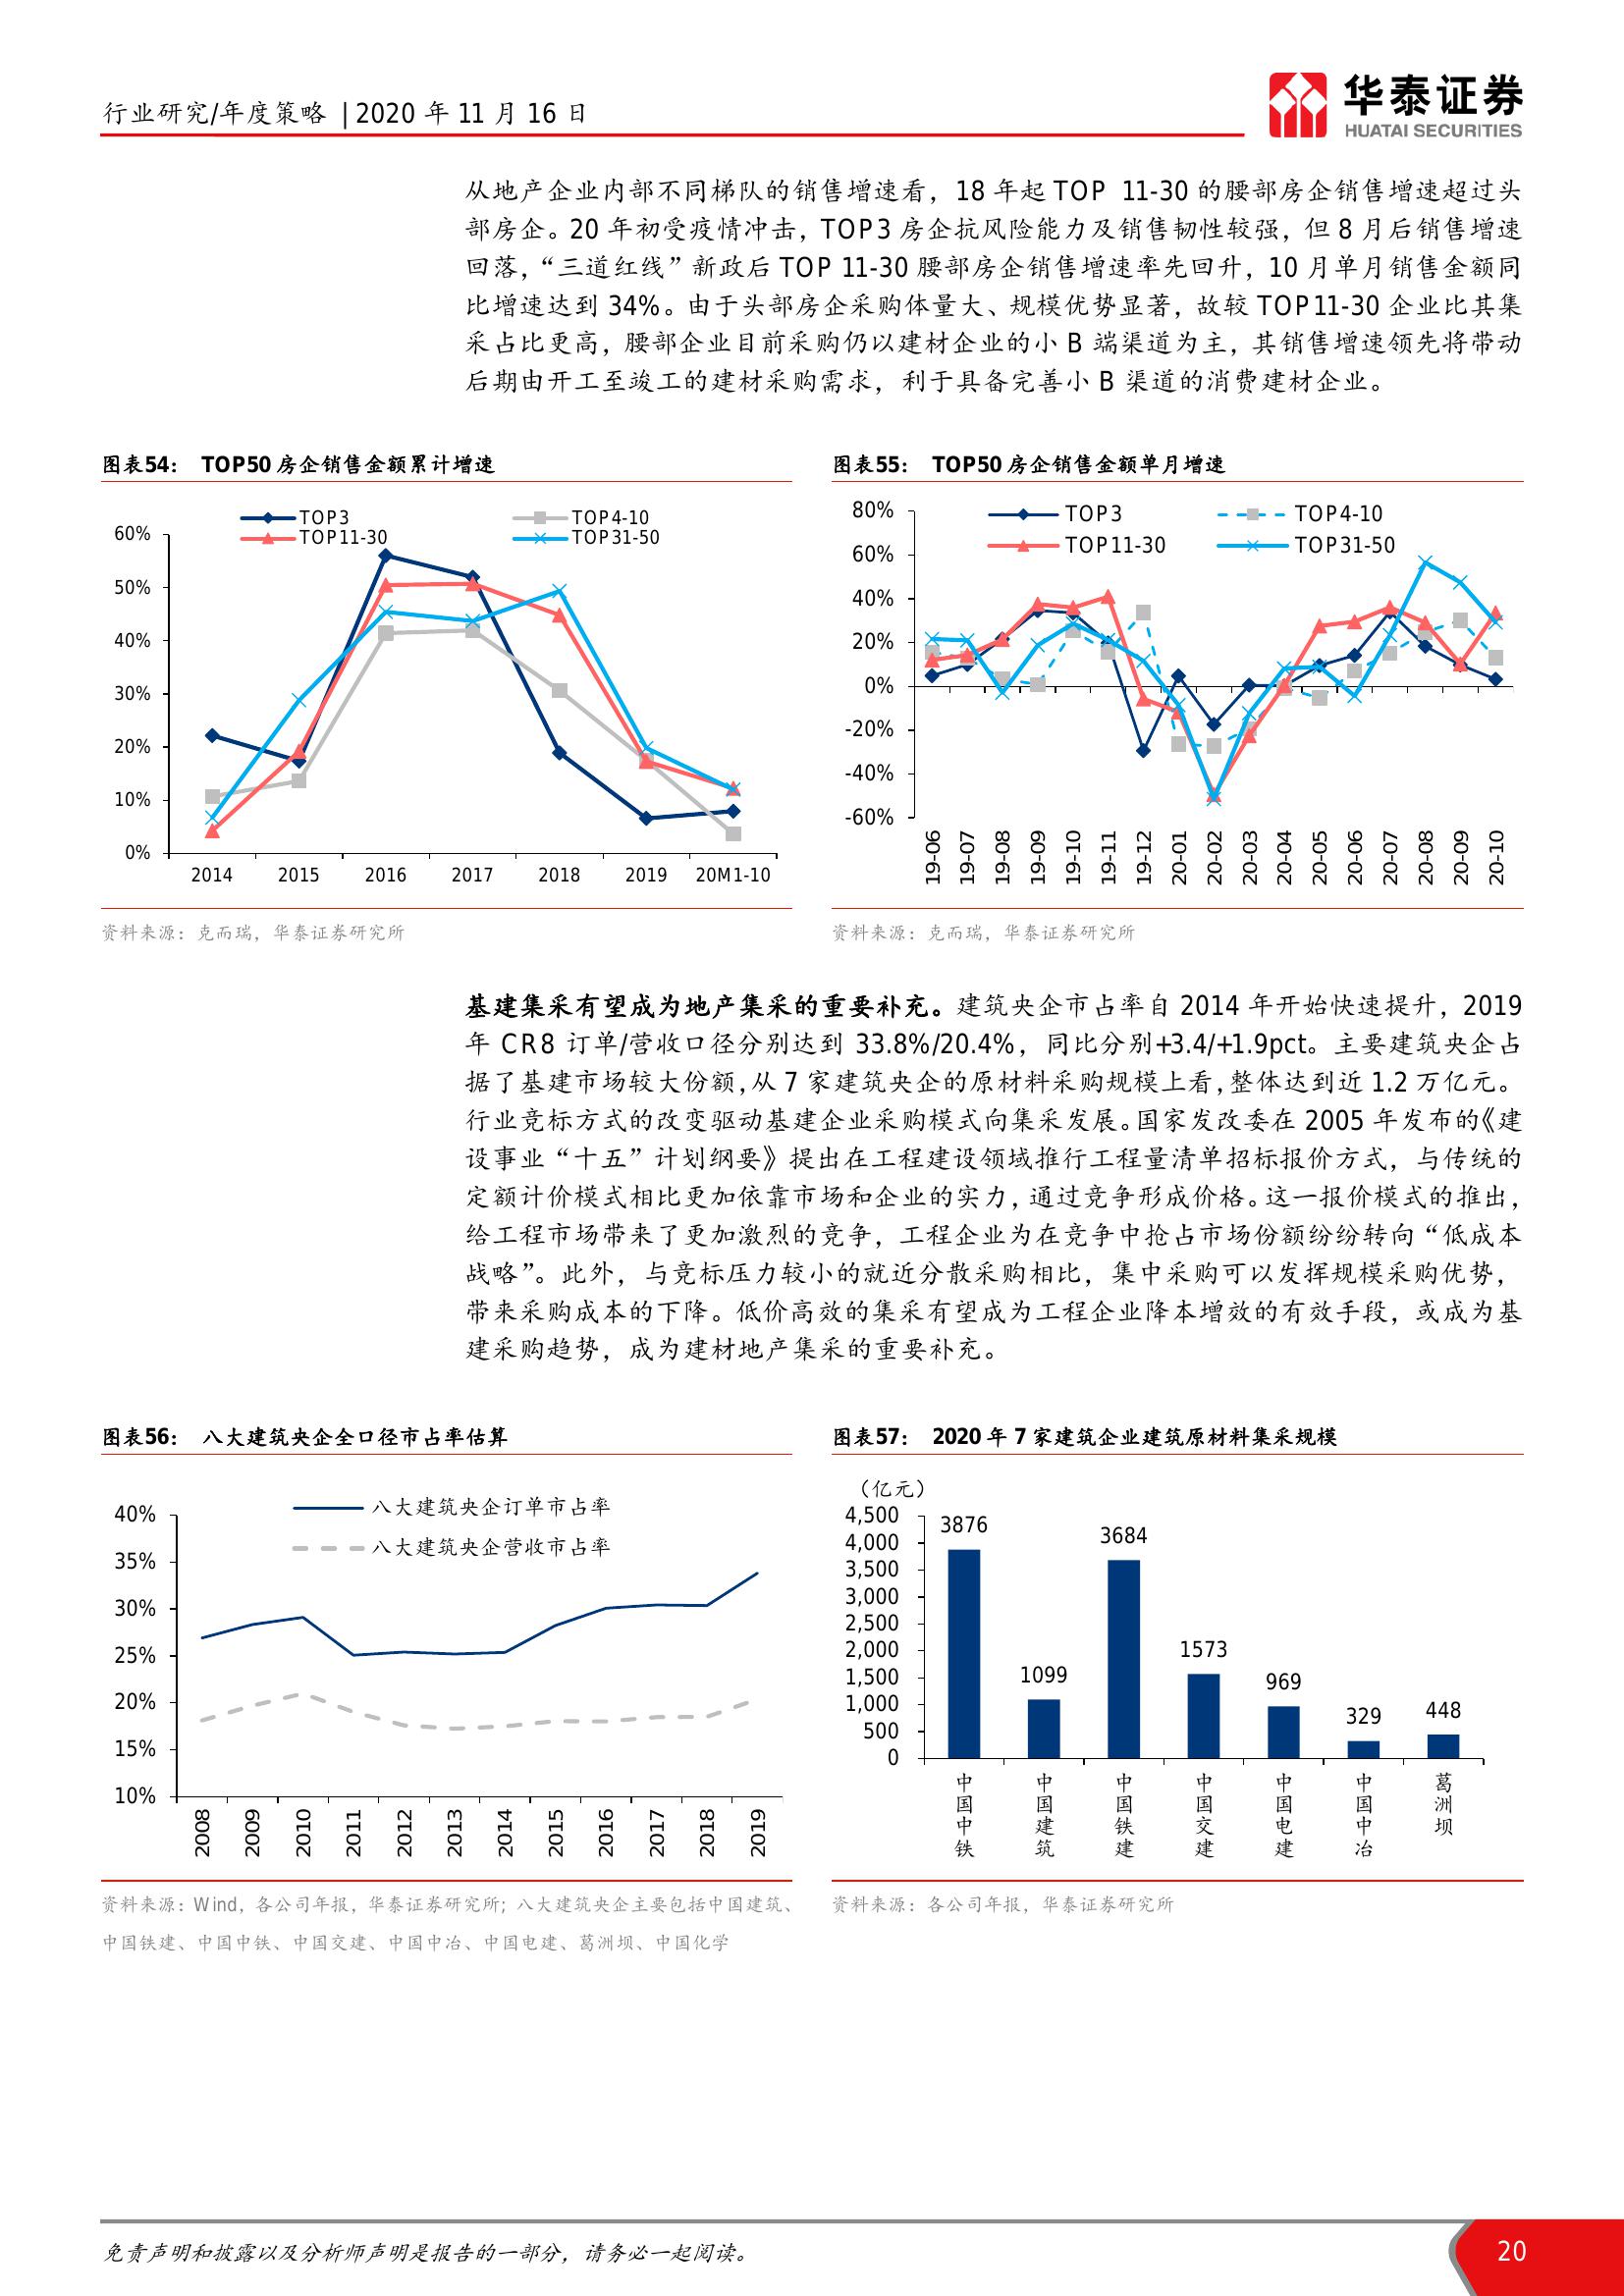 行业研究/年度策略 | 2020 年 11 月 16 日
华泰证券
HUATAI SECURITIES
从地产企业内部不同梯队的销售增速看，18 年起 TOP 11-30 的腰部房企销售增速超过头
部房企。20 年初受疫情冲击，TOP3 房企抗风险能力及销售韧性较强，但 8 月后销售增速
回落，“三道红线”新政后 TOP 11-30 腰部房企销售增速率先回升，10 月单月销售金额同
比增速达到 34%。由于头部房企采购体量大、规模优势显著，故较 TOP11-30 企业比其集
采占比更高，腰部企业目前采购仍以建材企业的小 B 端渠道为主，其销售增速领先将带动
后期由开工至竣工的建材采购需求，利于具备完善小 B 渠道的消费建材企业。
图表54： TOP50 房企销售金额累计增速
TOP3 TOP4-10
TOP11-30 TOP31-50
60%
50%
40%
30%
20%
10%
0%
2014 2015 2016 2017 2018 2019 20M1-10
资料来源：克而瑞，华泰证券研究所
图表55： TOP50 房企销售金额单月增速
TOP3 TOP4-10
TOP11-30 TOP31-50
80%
60%
40%
20%
0%
-20%
-40%
-60%
19-06 19-07 19-08 19-09 19-10 19-11 19-12 20-01 20-02 20-03 20-04 20-05 20-06 20-07 20-08 20-09 20-10
资料来源：克而瑞，华泰证券研究所
基建集采有望成为地产集采的重要补充。建筑央企市占率自 2014 年开始快速提升，2019
年 CR8 订单/营收口径分别达到 33.8%/20.4%，同比分别+3.4/+1.9pct。主要建筑央企占
据了基建市场较大份额，从 7 家建筑央企的原材料采购规模上看，整体达到近 1.2 万亿元。
行业竞标方式的改变驱动基建企业采购模式向集采发展。国家发改委在 2005 年发布的《建
设事业“十五”计划纲要》提出在工程建设领域推行工程量清单招标报价方式，与传统的
定额计价模式相比更加依靠市场和企业的实力，通过竞争形成价格。这一报价模式的推出，
给工程市场带来了更加激烈的竞争，工程企业为在竞争中抢占市场份额纷纷转向“低成本
战略”。此外，与竞标压力较小的就近分散采购相比，集中采购可以发挥规模采购优势，
带来采购成本的下降。低价高效的集采有望成为工程企业降本增效的有效手段，或成为基
建采购趋势，成为建材地产集采的重要补充。
图表56： 八大建筑央企全口径市占率估算
八大建筑央企订单市占率
八大建筑央企营收市占率
40%
35%
30%
25%
20%
15%
10%
2008 2009 2010 2011 2012 2013 2014 2015 2016 2017 2018 2019
资料来源：Wind，各公司年报，华泰证券研究所；八大建筑央企主要包括中国建筑、
中国铁建、中国中铁、中国交建、中国中冶、中国电建、葛洲坝、中国化学
图表57： 2020 年 7 家建筑企业建筑原材料集采规模
（亿元）
4,500
4,000
3,500
3,000
2,500
2,000
1,500
1,000
500
0
3876 1099 3684 1573 969 329 448
中国中铁 中国建筑 中国铁建 中国交建 中国电建 中国中冶 葛洲坝
资料来源：各公司年报，华泰证券研究所
免责声明和披露以及分析师声明是报告的一部分，请务必一起阅读。
20